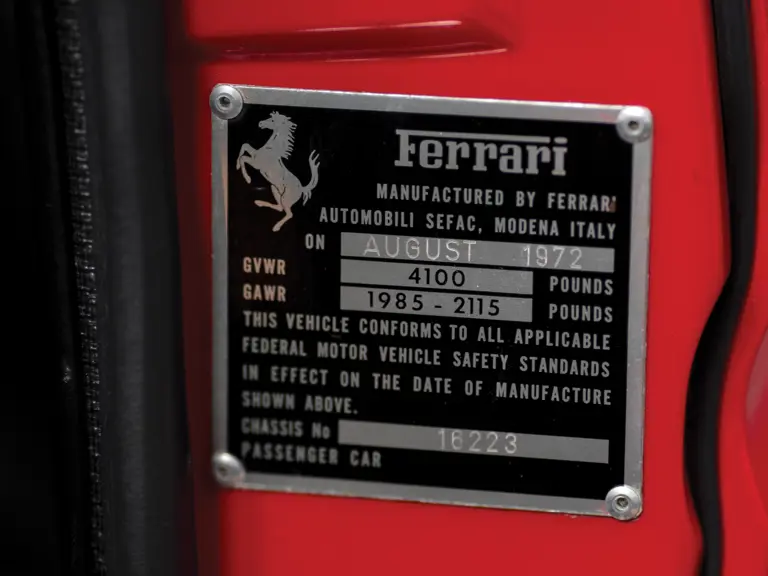 Ferrari
MANUFACTURED BY FERRARI
AUTOMOBILI SEFAC, MODENA ITALY
ON AUGUST 1972
GVWR 4100 POUNDS
GAWR 1985 - 2115 POUNDS
THIS VEHICLE CONFORMS TO ALL APPLICABLE
FEDERAL MOTOR VEHICLE SAFETY STANDARDS
IN EFFECT ON THE DATE OF MANUFACTURE
SHOWN ABOVE.
CHASSIS No 16223
PASSENGER CAR